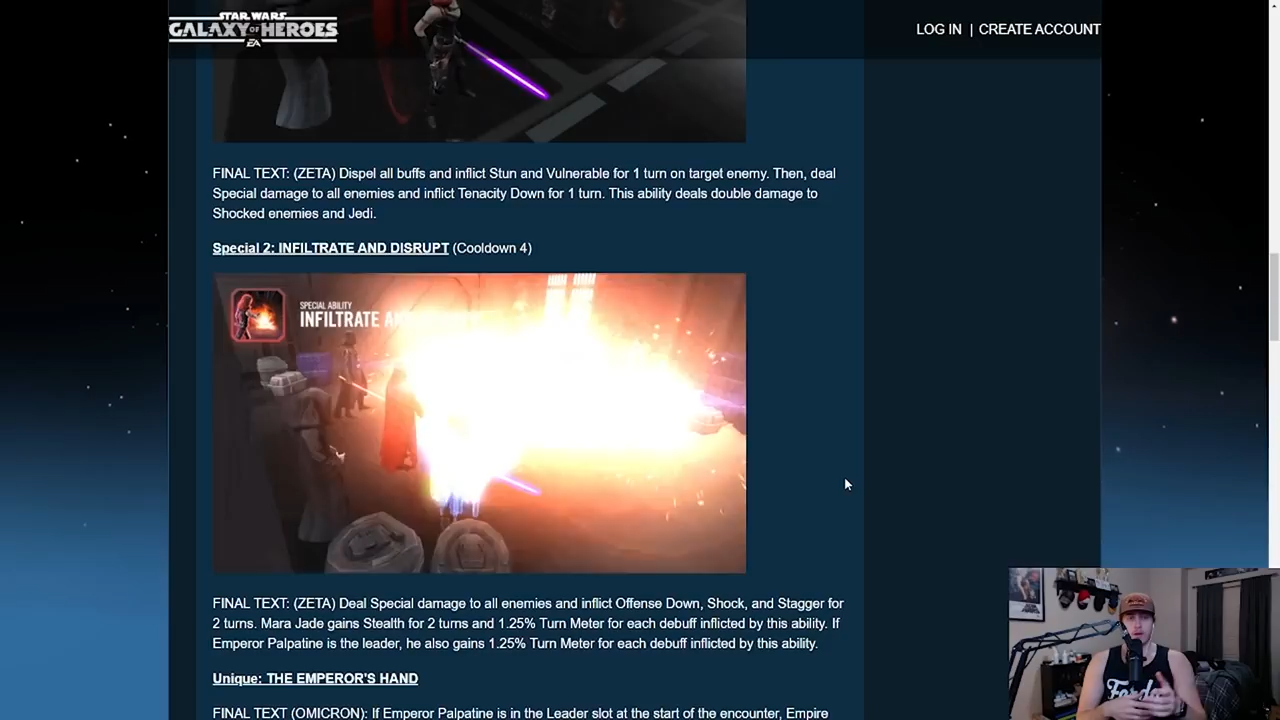 STAR WARS
GALAXY OF HEROES
EA
LOG IN | CREATE ACCOUNT
FINAL TEXT: (ZETA) Dispel all buffs and inflict Stun and Vulnerable for 1 turn on target enemy. Then, deal
Special damage to all enemies and inflict Tenacity Down for 1 turn. This ability deals double damage to
Shocked enemies and Jedi.
Special 2: INFILTRATE AND DISRUPT (Cooldown 4)
SPECIAL ABILITY
INFILTRATE
FINAL TEXT: (ZETA) Deal Special damage to all enemies and inflict Offense Down, Shock, and Stagger for
2 turns. Mara Jade gains Stealth for 2 turns and 1.25% Turn Meter for each debuff inflicted by this ability. If
Emperor Palpatine is the leader, he also gains 1.25% Turn Meter for each debuff inflicted by this ability.
Unique: THE EMPEROR'S HAND
FINAL TEXT (OMICRON): If Emperor Palpatine is in the Leader slot at the start of the encounter, Empire